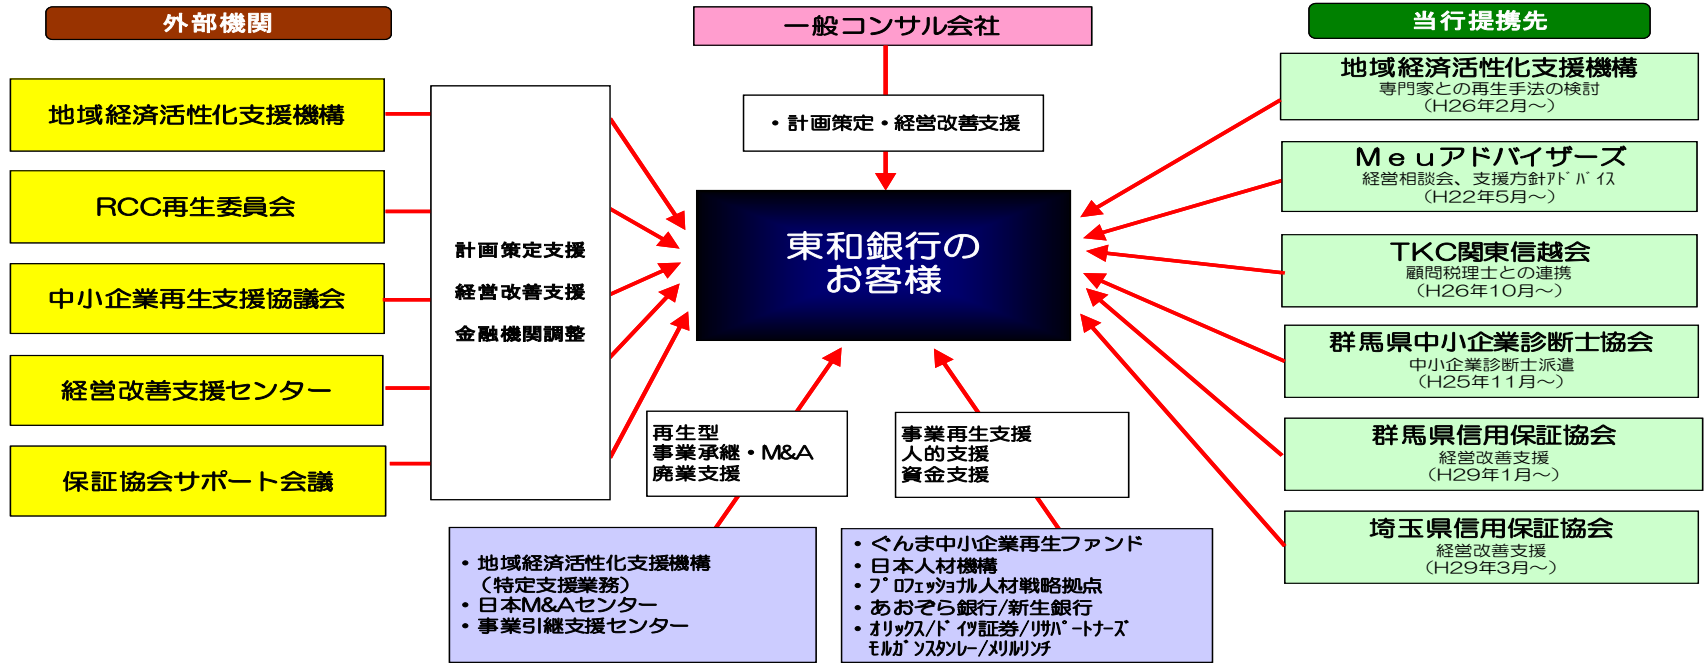 外部機関
地域経済活性化支援機構
RCC再生委員会
中小企業再生支援協議会
経営改善支援センター
保証協会サポート会議
計画策定支援
経営改善支援
金融機関調整
一般コンサル会社
・計画策定・経営改善支援
東和銀行の
お客様
再生型
事業承継・M&A
廃業支援
事業再生支援
人的支援
資金支援
・地域経済活性化支援機構
（特定支援業務）
・日本M&Aセンター
・事業引継支援センター
・ぐんま中小企業再生ファンド
・日本人材機構
・ﾌﾟﾛﾌｪｯｼｮﾅﾙ人材戦略拠点
・あおぞら銀行/新生銀行
・ｵﾘｯｸｽ/ﾄﾞｲﾂ証券/ﾘｻﾊﾟｰﾄﾅｰｽﾞ
ﾓﾙｶﾞﾝｽﾀﾝﾚｰ/ﾒﾘﾙﾘﾝﾁ
当行提携先
地域経済活性化支援機構
専門家との再生手法の検討
（H26年2月～）
Ｍｅｕアドバイザーズ
経営相談会、支援方針ｱﾄﾞﾊﾞｲｽ
（H22年5月～）
TKC関東信越会
顧問税理士との連携
（H26年10月～）
群馬県中小企業診断士協会
中小企業診断士派遣
（H25年11月～）
群馬県信用保証協会
経営改善支援
（H29年1月～）
埼玉県信用保証協会
経営改善支援
（H29年3月～）